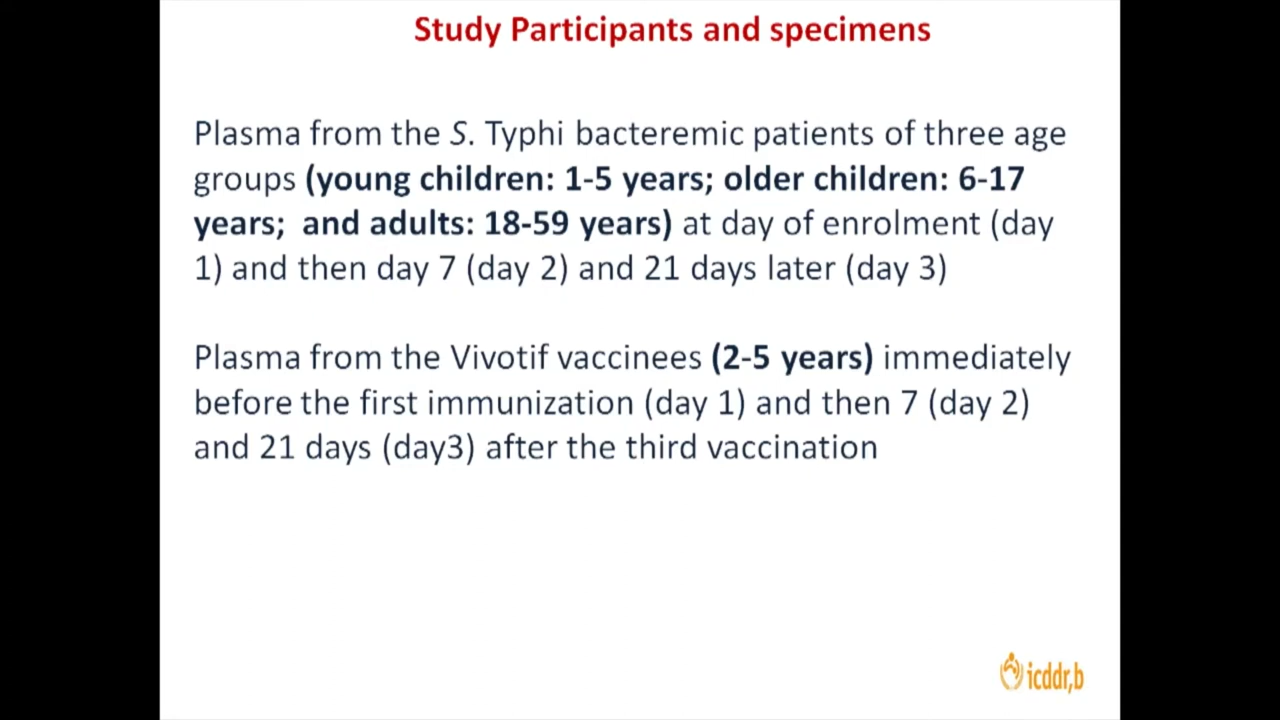 Study Participants and specimens
Plasma from the S. Typhi bacteremic patients of three age
groups (young children: 1-5 years; older children: 6-17
years;  and adults: 18-59 years) at day of enrolment (day
1) and then day 7 (day 2) and 21 days later (day 3)
Plasma from the Vivotif vaccinees (2-5 years) immediately
before the first immunization (day 1) and then 7 (day 2)
and 21 days (day3) after the third vaccination
icddr,b